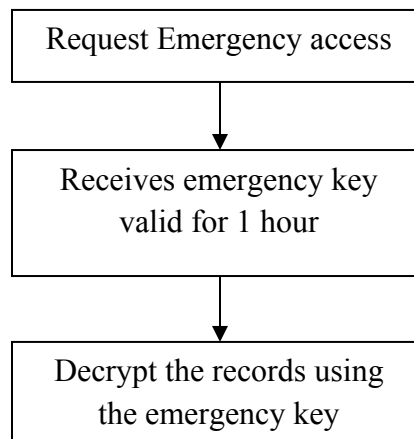 Request Emergency access
Receives emergency key
valid for 1 hour
Decrypt the records using
the emergency key